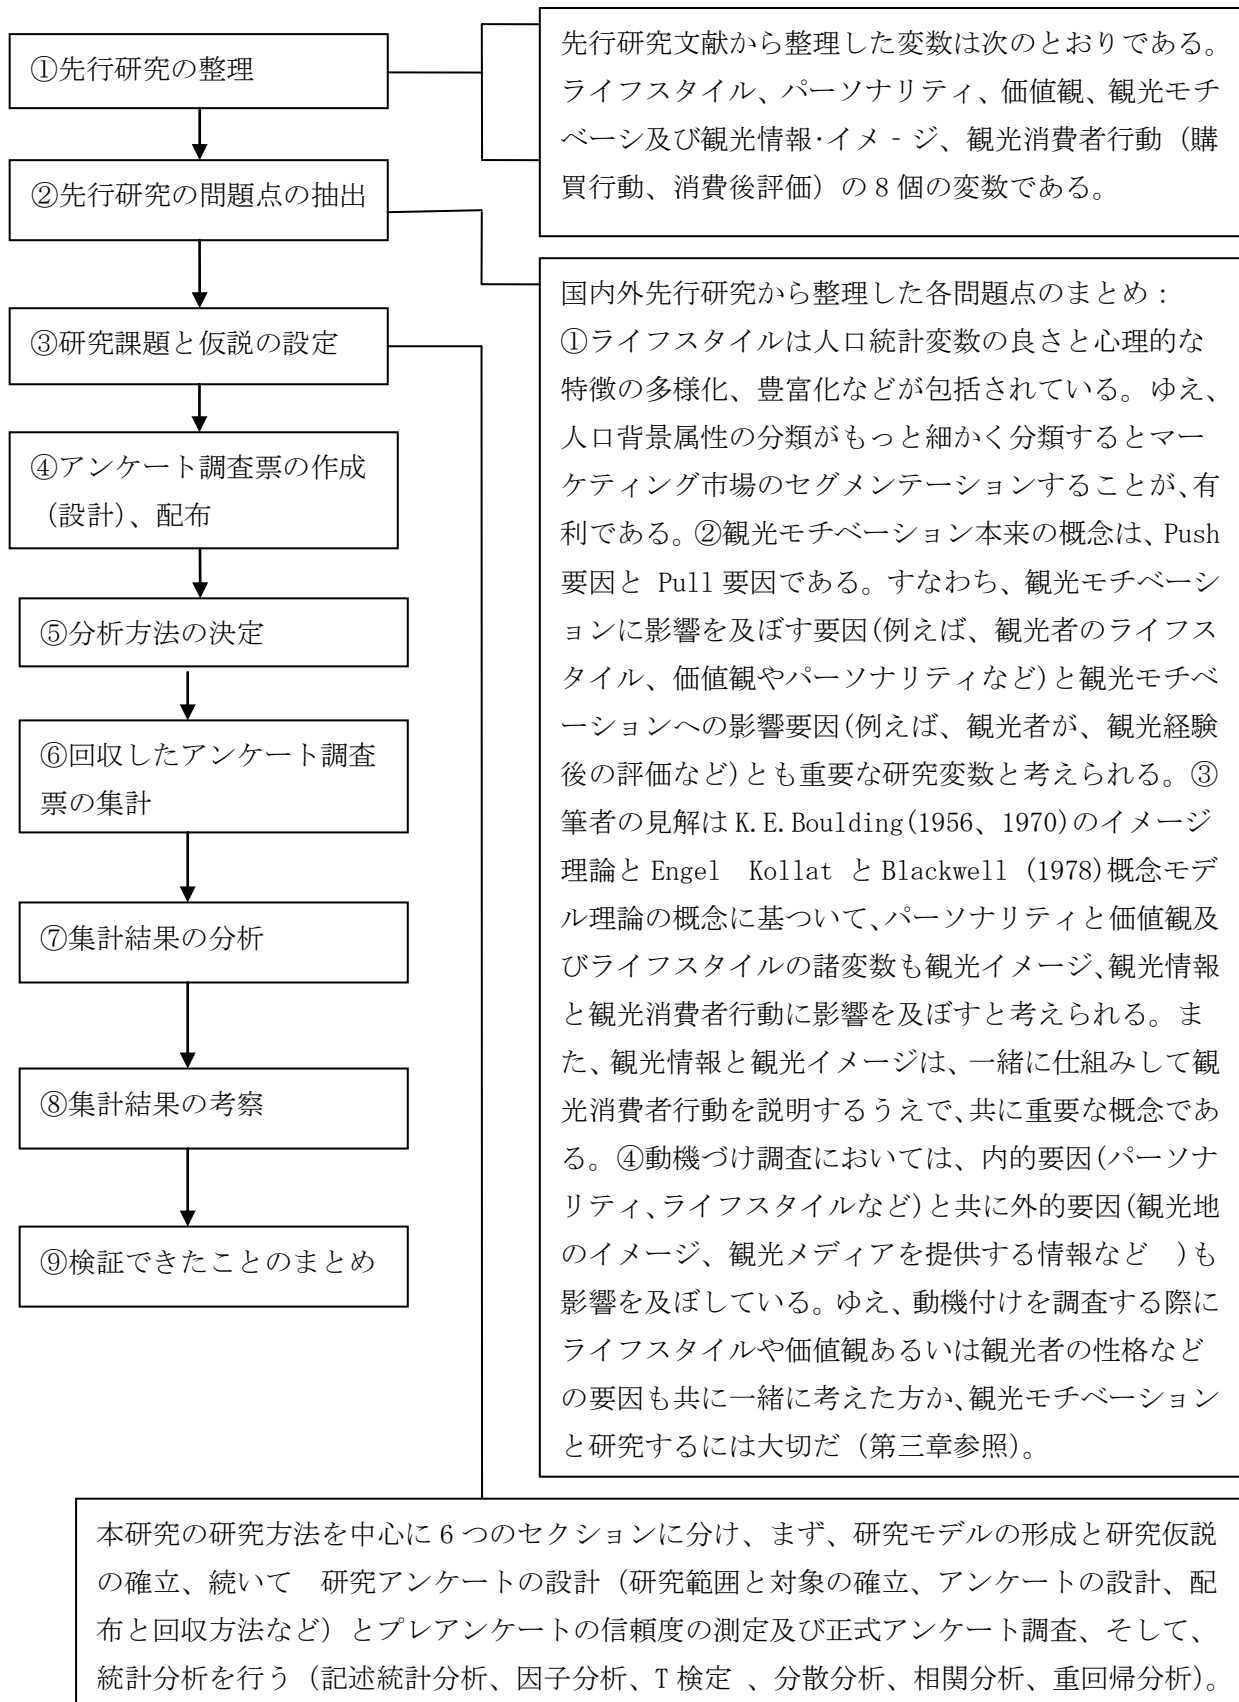 ①先行研究の整理
②先行研究の問題点の抽出
③研究課題と仮説の設定
④アンケート調査票の作成
（設計）、配布
⑤分析方法の決定
⑥回収したアンケート調査
票の集計
⑦集計結果の分析
⑧集計結果の考察
⑨検証できたことのまとめ
先行研究文献から整理した変数は次のとおりである。
ライフスタイル、パーソナリティ、価値観、観光モチ
ベーシ及び観光情報･イメ‐ジ、観光消費者行動（購
買行動、消費後評価）の 8 個の変数である。
国内外先行研究から整理した各問題点のまとめ：
①ライフスタイルは人口統計変数の良さと心理的な
特徴の多様化、豊富化などが包括されている。ゆえ、
人口背景属性の分類がもっと細かく分類するとマー
ケティング市場のセグメンテーションすることが、有
利である。②観光モチベーション本来の概念は、Push
要因と Pull 要因である。すなわち、観光モチベーシ
ョンに影響を及ぼす要因(例えば、観光者のライフス
タイル、価値観やパーソナリティなど)と観光モチベ
ーションへの影響要因(例えば、観光者が、観光経験
後の評価など)とも重要な研究変数と考えられる。③
筆者の見解は K.E.Boulding(1956、1970)のイメージ
理論と Engel　Kollat と Blackwell (1978)概念モデ
ル理論の概念に基ついて、パーソナリティと価値観及
びライフスタイルの諸変数も観光イメージ、観光情報
と観光消費者行動に影響を及ぼすと考えられる。ま
た、観光情報と観光イメージは、一緒に仕組みして観
光消費者行動を説明するうえで、共に重要な概念であ
る。④動機づけ調査においては、内的要因(パーソナ
リティ、ライフスタイルなど)と共に外的要因(観光地
のイメージ、観光メディアを提供する情報など　)も
影響を及ぼしている。ゆえ、動機付けを調査する際に
ライフスタイルや価値観あるいは観光者の性格など
の要因も共に一緒に考えた方か、観光モチベーション
と研究するには大切だ（第三章参照）。
本研究の研究方法を中心に 6 つのセクションに分け、まず、研究モデルの形成と研究仮説
の確立、続いて　研究アンケートの設計（研究範囲と対象の確立、アンケートの設計、配
布と回収方法など）とプレアンケートの信頼度の測定及び正式アンケート調査、そして、
統計分析を行う（記述統計分析、因子分析、T 検定 、分散分析、相関分析、重回帰分析）。